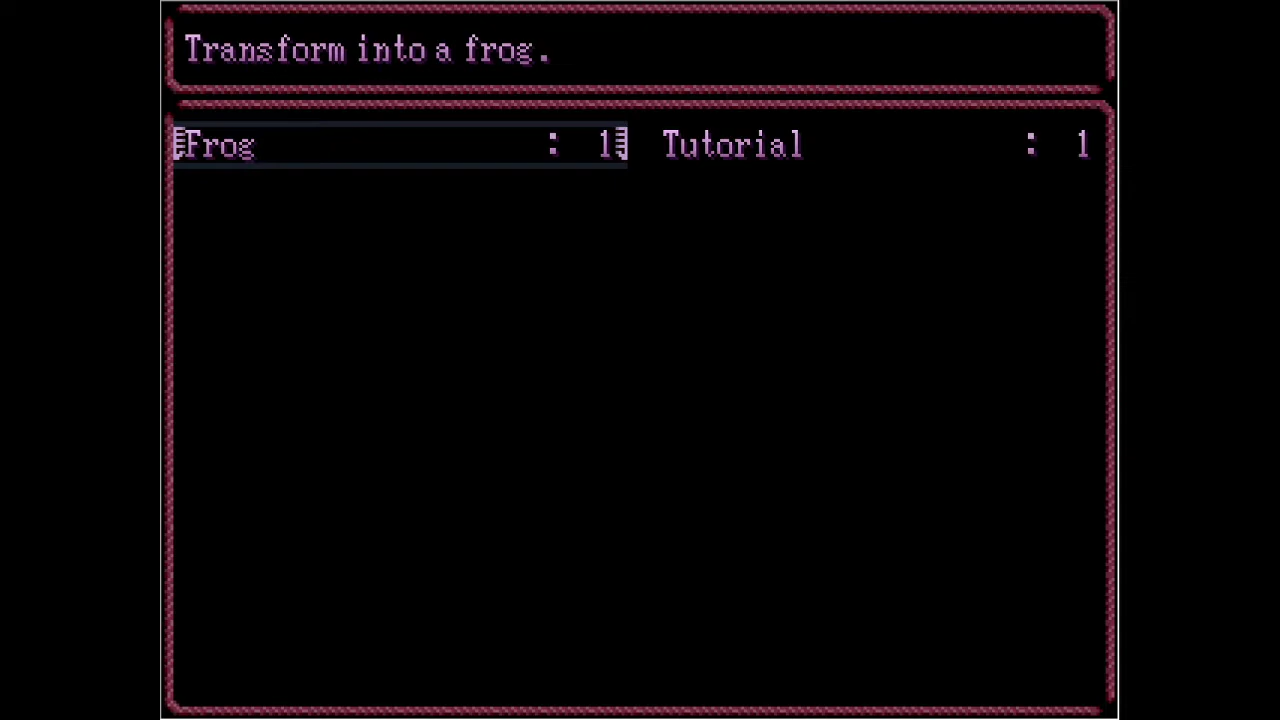 Transform into a frog.
Frog : 1 Tutorial : 1